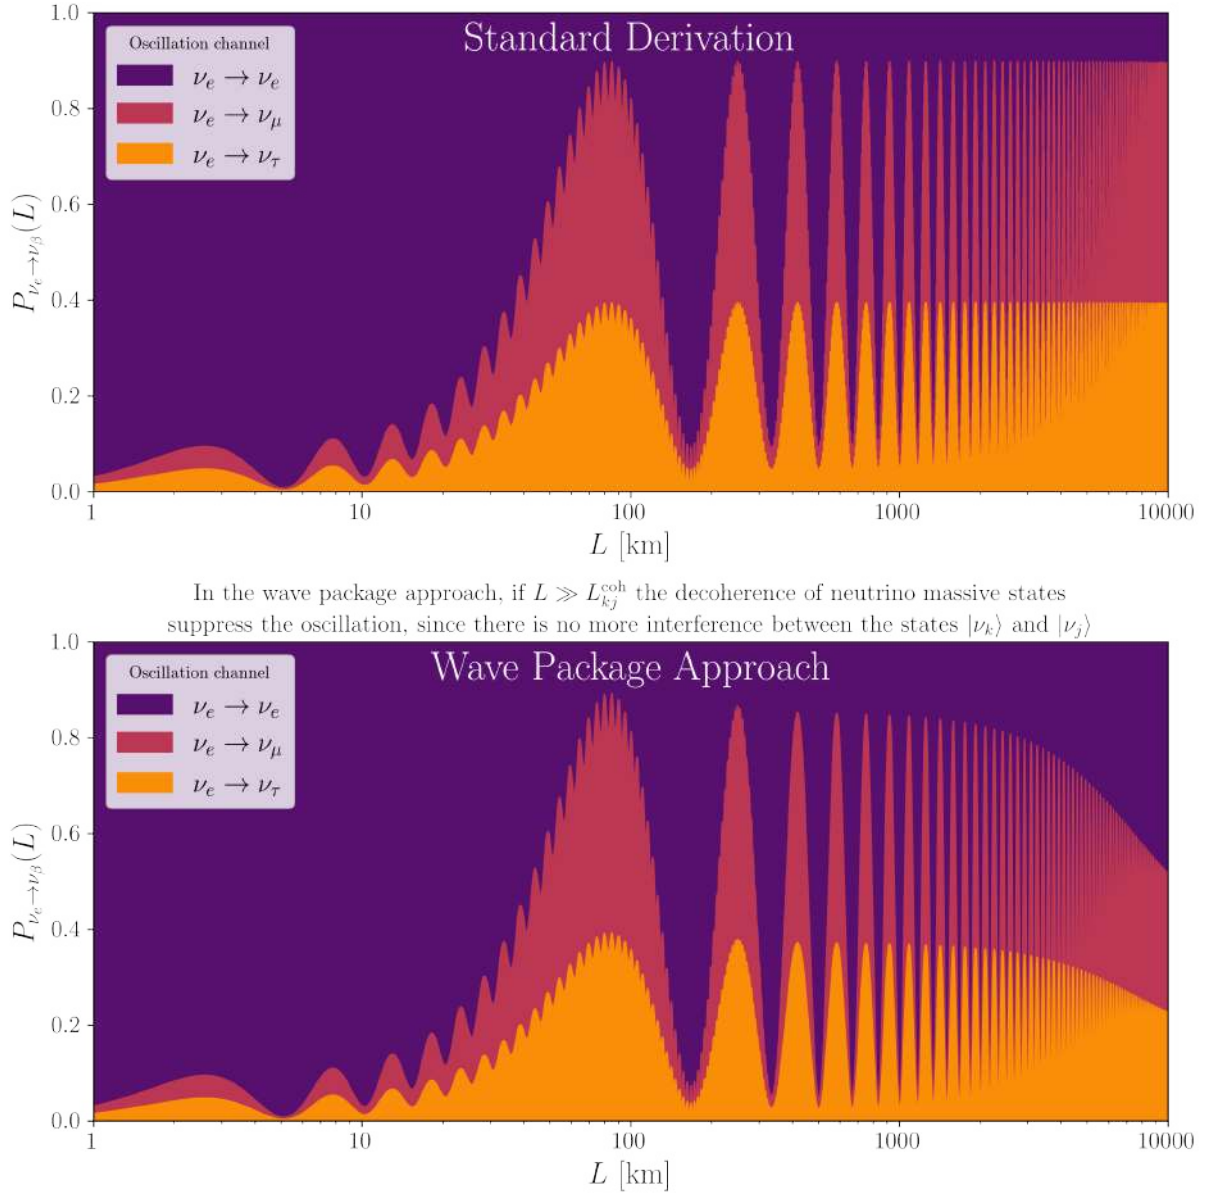 Standard Derivation
Oscillation channel
νe → νe
νe → νμ
νe → ντ
1.0
0.8
0.6
0.4
0.2
0.0
Pνe→νβ(L)
1 10 100 1000 10000
L [km]
In the wave package approach, if L ≫ L^coh_kj the decoherence of neutrino massive states
suppress the oscillation, since there is no more interference between the states |νk⟩ and |νj⟩
Wave Package Approach
Oscillation channel
νe → νe
νe → νμ
νe → ντ
1.0
0.8
0.6
0.4
0.2
0.0
Pνe→νβ(L)
1 10 100 1000 10000
L [km]